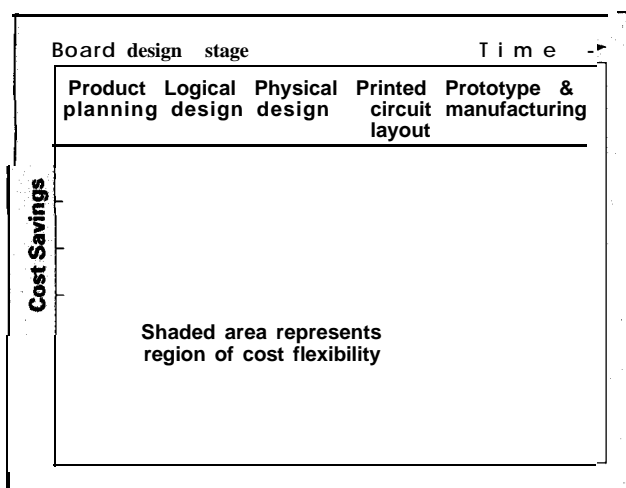 Board design stage Time
Product Logical Physical Printed Prototype &
planning design design circuit manufacturing
layout
Cost Savings
Shaded area represents
region of cost flexibility